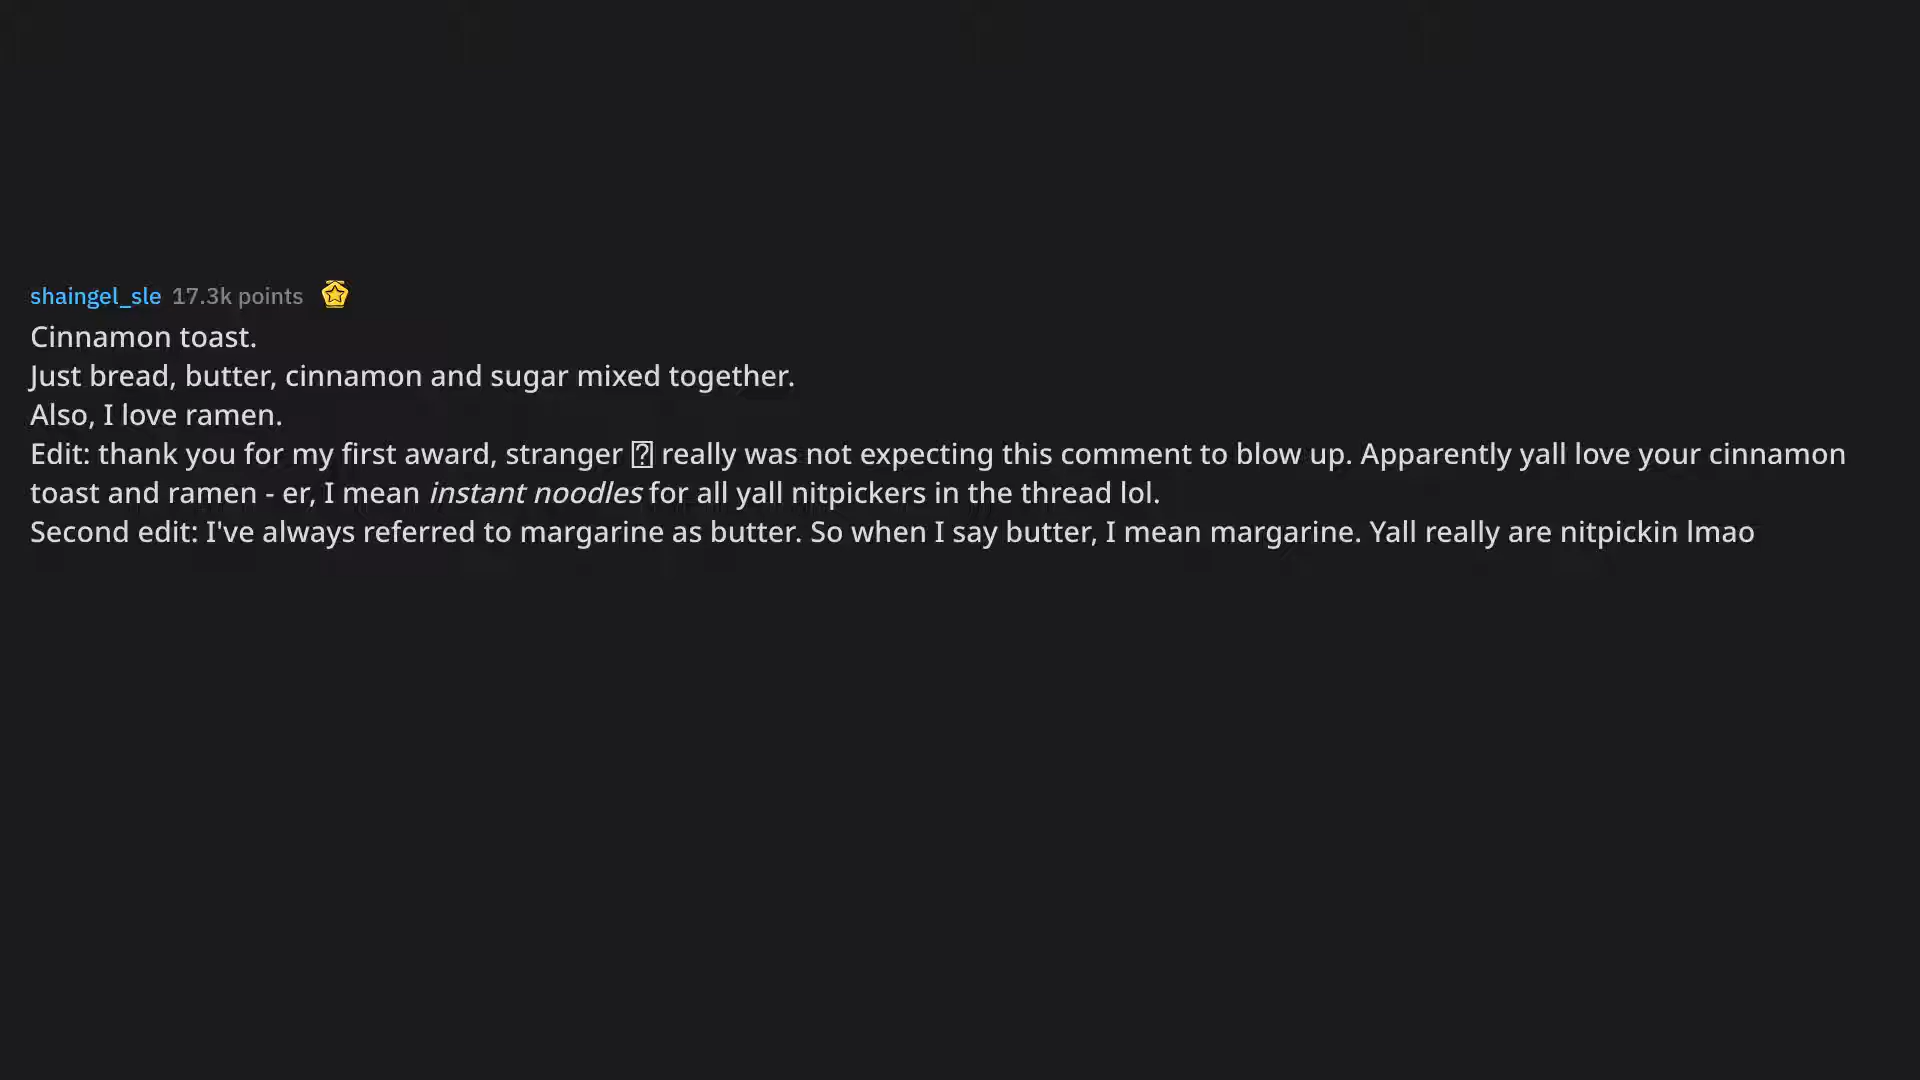 shaingel_sle 17.3k points
Cinnamon toast.
Just bread, butter, cinnamon and sugar mixed together.
Also, I love ramen.
Edit: thank you for my first award, stranger � really was not expecting this comment to blow up. Apparently yall love your cinnamon
toast and ramen - er, I mean instant noodles for all yall nitpickers in the thread lol.
Second edit: I've always referred to margarine as butter. So when I say butter, I mean margarine. Yall really are nitpickin lmao